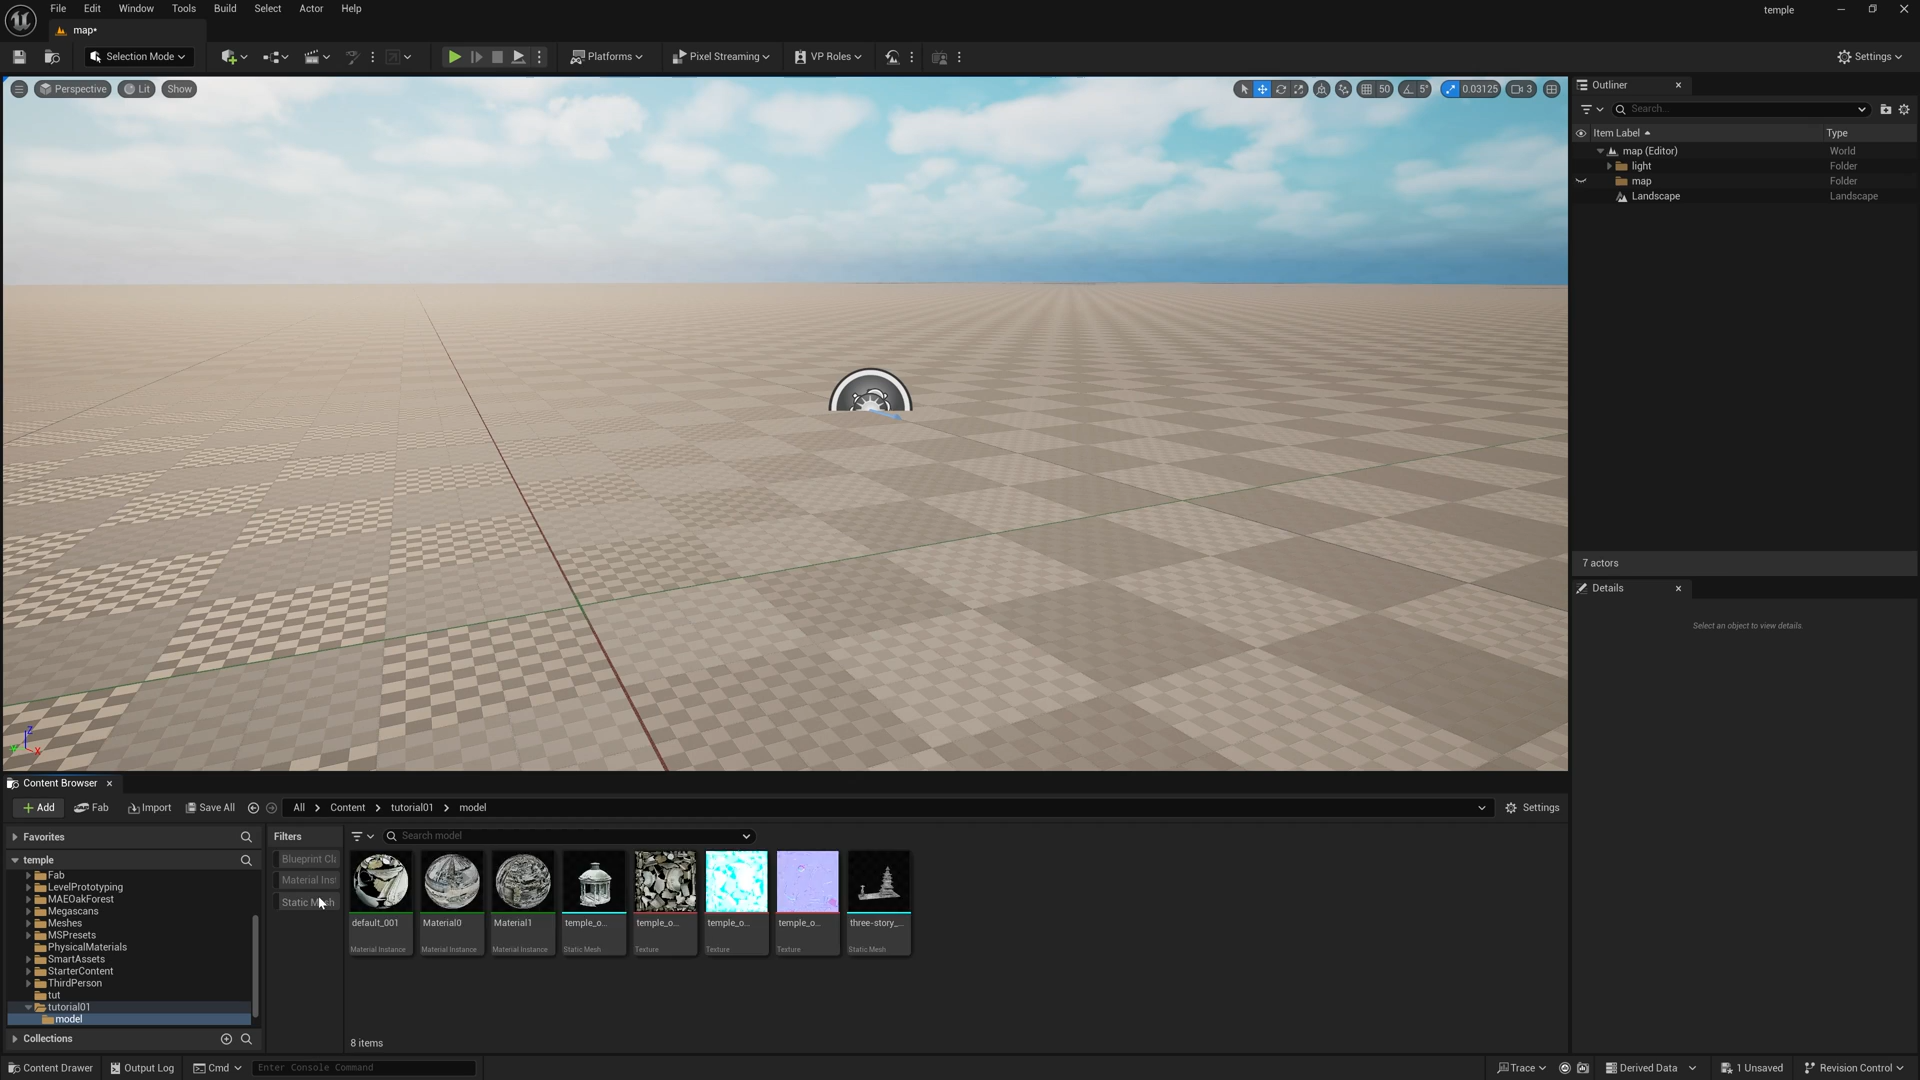 File Edit Window Tools Build Select Actor Help
temple
map*
Selection Mode
Platforms
Pixel Streaming
VP Roles
Settings
Perspective
Lit
Show
50
5°
0.03125
3
Outliner
Search...
Item Label
Type
map (Editor)
World
light
Folder
map
Folder
Landscape
Landscape
7 actors
Details
Select an object to view details.
Z
Y
X
Content Browser
Add
Fab
Import
Save All
All > Content > tutorial01 > model
Settings
Favorites
temple
Fab
LevelPrototyping
MAEOakForest
Megascans
Meshes
MSPresets
PhysicalMaterials
SmartAssets
StarterContent
ThirdPerson
tut
tutorial01
model
Collections
Filters
Blueprint Cla
Material Inst
Static Mesh
Search model
default_001
Material Instance
Material0
Material Instance
Material1
Material Instance
temple_o...
Static Mesh
temple_o...
Texture
temple_o...
Texture
temple_o...
Texture
three-story_...
Static Mesh
8 items
Content Drawer
Output Log
Cmd
Enter Console Command
Trace
Derived Data
1 Unsaved
Revision Control